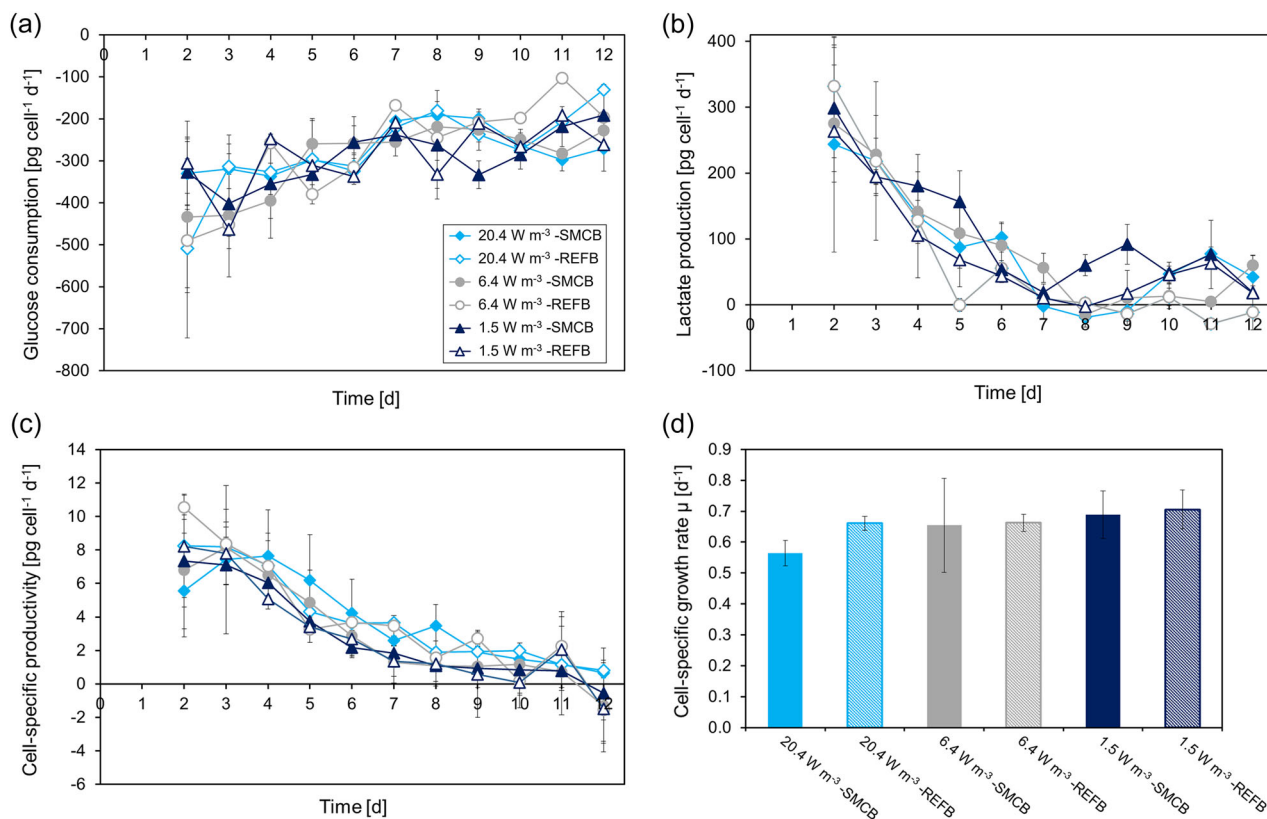 (a)
0
-100
-200
-300
-400
-500
-600
-700
-800
0 1 2 3 4 5 6 7 8 9 10 11 12
Glucose consumption [pg cell⁻¹ d⁻¹]
20.4 W m⁻³ -SMCB
20.4 W m⁻³ -REFB
6.4 W m⁻³ -SMCB
6.4 W m⁻³ -REFB
1.5 W m⁻³ -SMCB
1.5 W m⁻³ -REFB
Time [d]
(b)
400
300
200
100
0
-100
0 1 2 3 4 5 6 7 8 9 10 11 12
Lactate production [pg cell⁻¹ d⁻¹]
Time [d]
(c)
14
12
10
8
6
4
2
0
-2
-4
-6
0 1 2 3 4 5 6 7 8 9 10 11 12
Cell-specific productivity [pg cell⁻¹ d⁻¹]
Time [d]
(d)
0.9
0.8
0.7
0.6
0.5
0.4
0.3
0.2
0.1
0.0
Cell-specific growth rate µ [d⁻¹]
20.4 W m⁻³ -SMCB
20.4 W m⁻³ -REFB
6.4 W m⁻³ -SMCB
6.4 W m⁻³ -REFB
1.5 W m⁻³ -SMCB
1.5 W m⁻³ -REFB